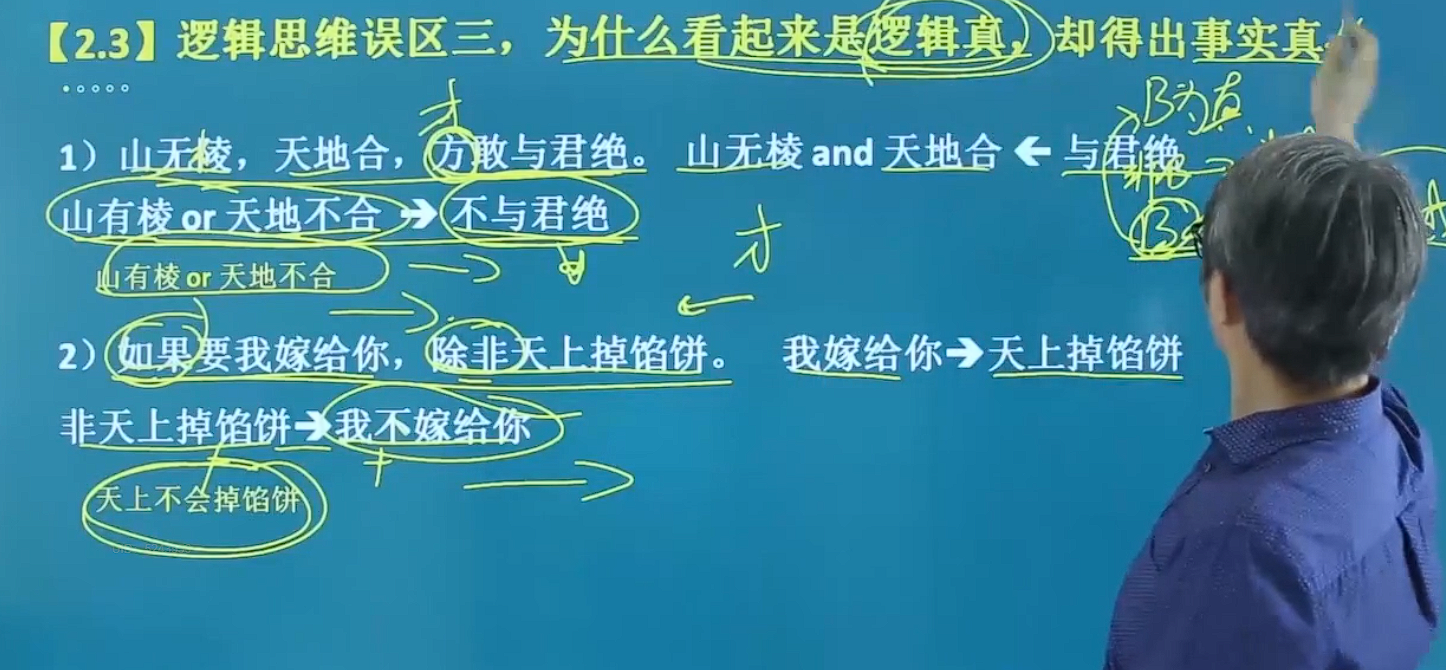 【2.3】逻辑思维误区三，为什么看起来是逻辑真，却得出事实真
1）山无棱，天地合，方敢与君绝。 山无棱 and 天地合 ← 与君绝
山有棱 or 天地不合 → 不与君绝
山有棱 or 天地不合
2）如果要我嫁给你，除非天上掉馅饼。 我嫁给你→天上掉馅饼
非天上掉馅饼→我不嫁给你
天上不会掉馅饼
才
才
B为真